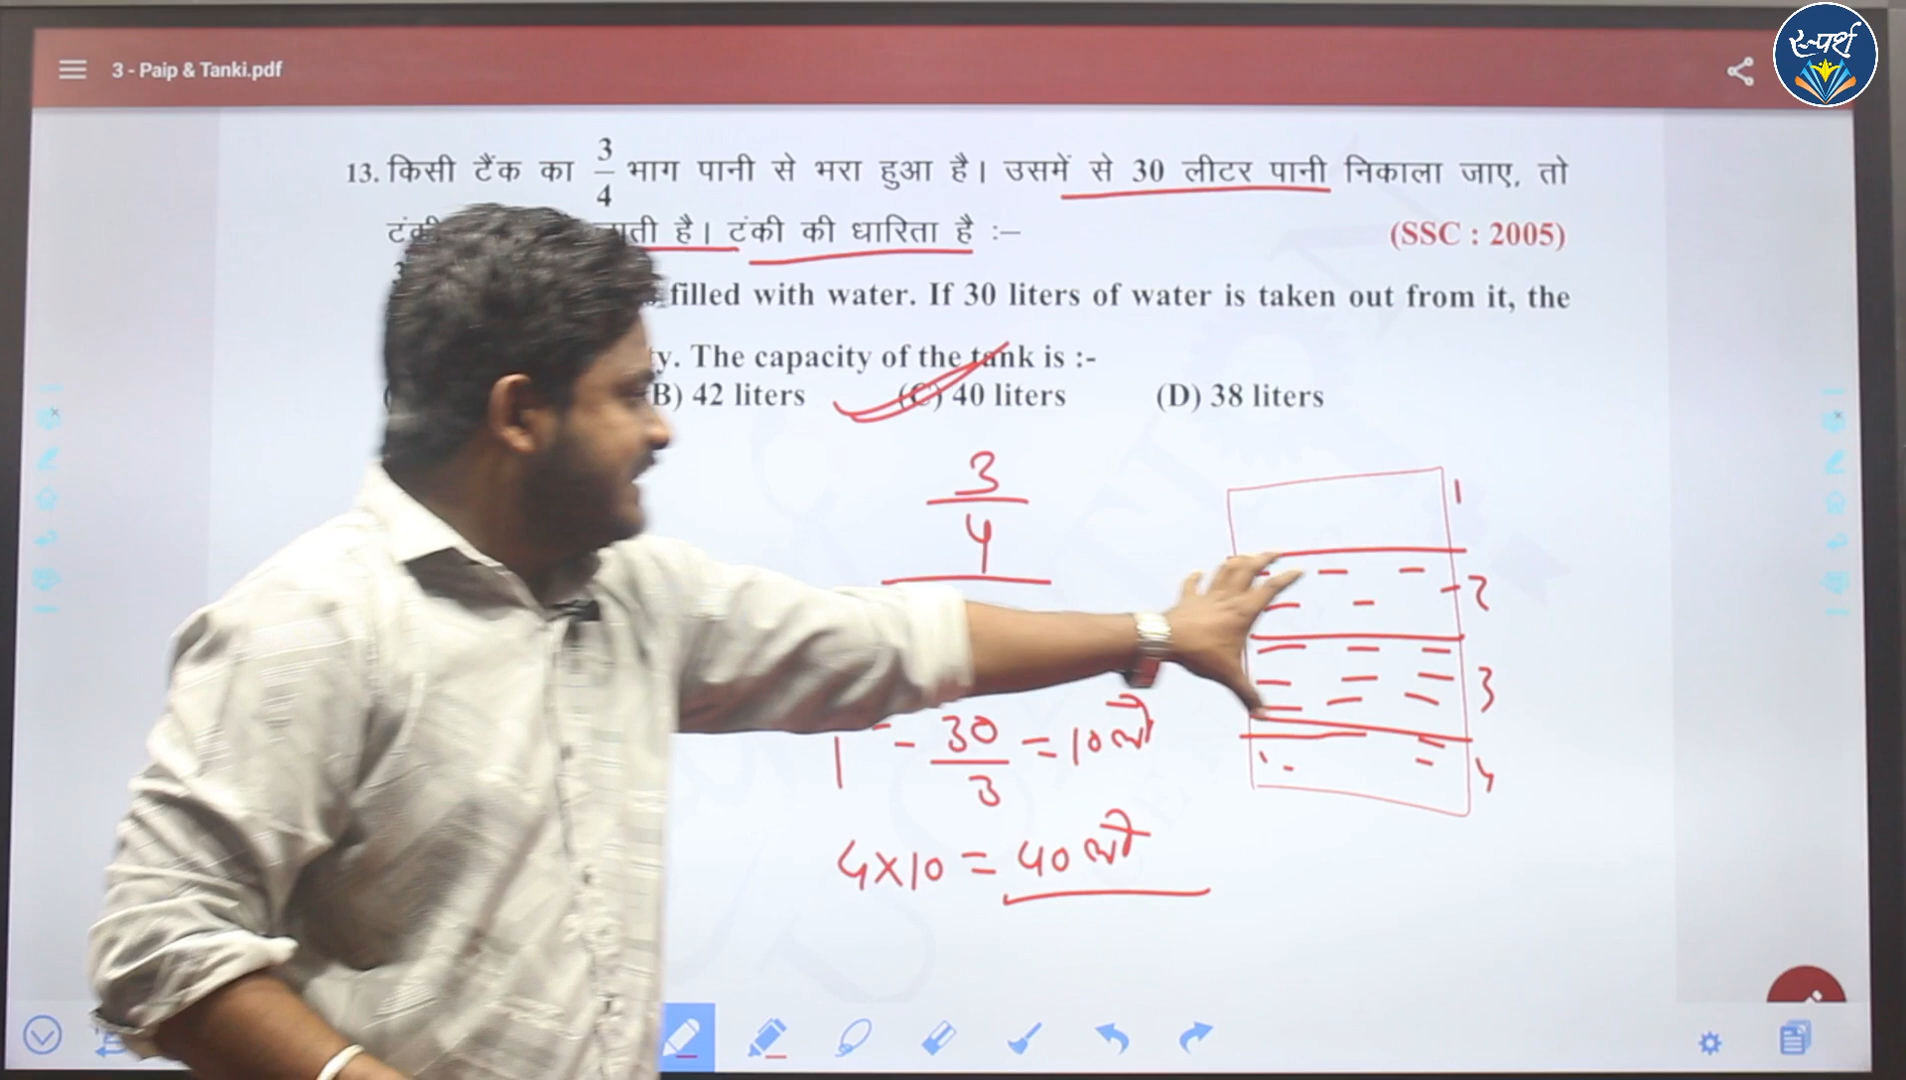 3 - Paip & Tanki.pdf
स्पर्श
13. किसी टैंक का 3/4 भाग पानी से भरा हुआ है। उसमें से 30 लीटर पानी निकाला जाए, तो
है। टंकी की धारिता है :–
(SSC : 2005)
filled with water. If 30 liters of water is taken out from it, the
The capacity of the tank is :-
B) 42 liters (C) 40 liters (D) 38 liters
3
4
1
2
3
4
1 - 30/3 = 10 ली
4×10 = 40 ली